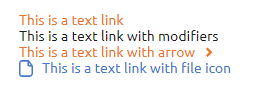 This is a text link
This is a text link with modifiers
This is a text link with arrow
This is a text link with file icon